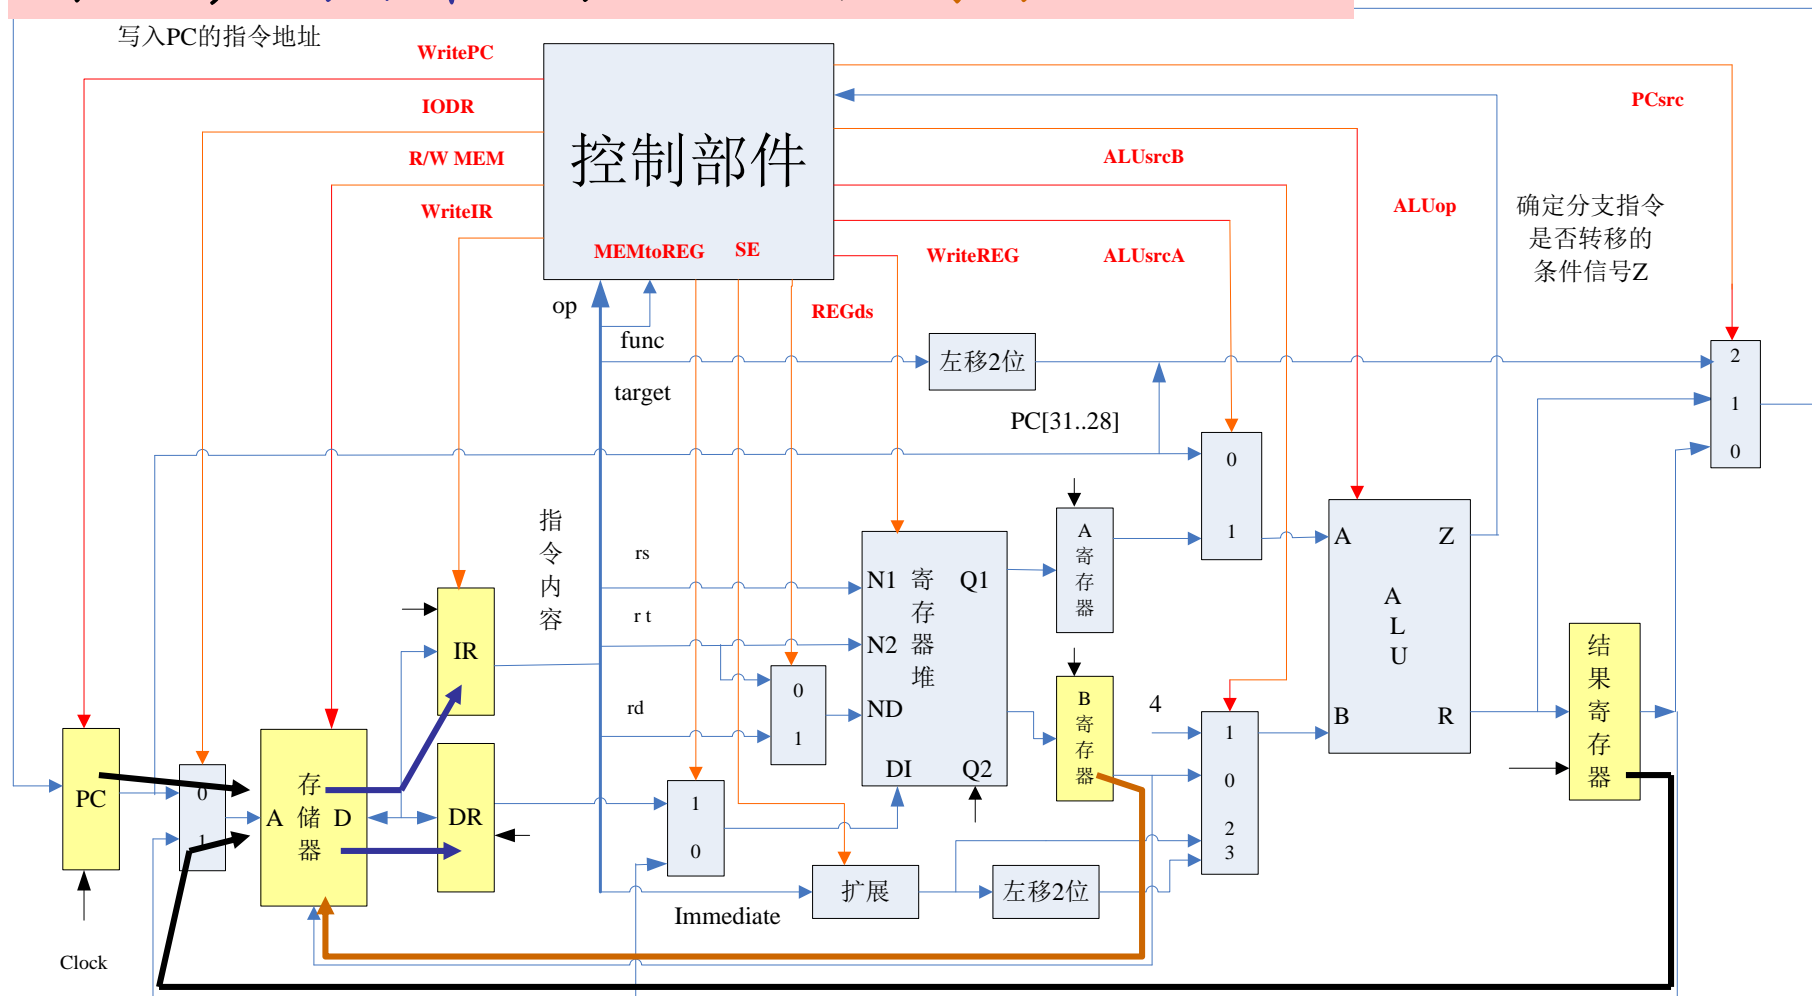 写入PC的指令地址
WritePC
IODR
R/W MEM
WriteIR
控制部件
MEMtoREG
SE
PCsrc
ALUsrcB
ALUop
WriteREG
ALUsrcA
REGds
确定分支指令
是否转移的
条件信号Z
op
func
target
左移2位
PC[31..28]
2
1
0
0
1
指令内容
rs
r t
rd
IR
N1
N2
ND
寄存器堆
Q1
Q2
DI
A寄存器
B寄存器
0
1
4
1
0
2
3
A
B
ALU
Z
R
结果寄存器
PC
0
1
A
存储器
D
DR
1
0
扩展
左移2位
Immediate
Clock